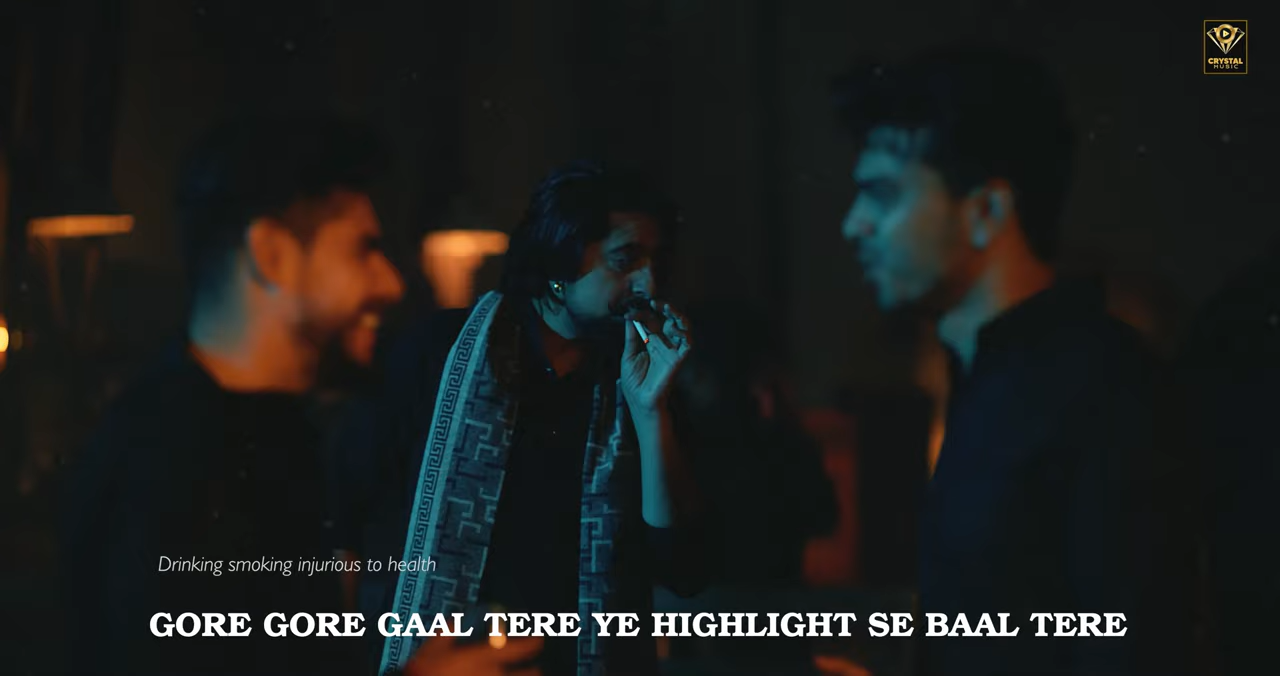 CRYSTAL
MUSIC
Drinking smoking injurious to health
GORE GORE GAAL TERE YE HIGHLIGHT SE BAAL TERE